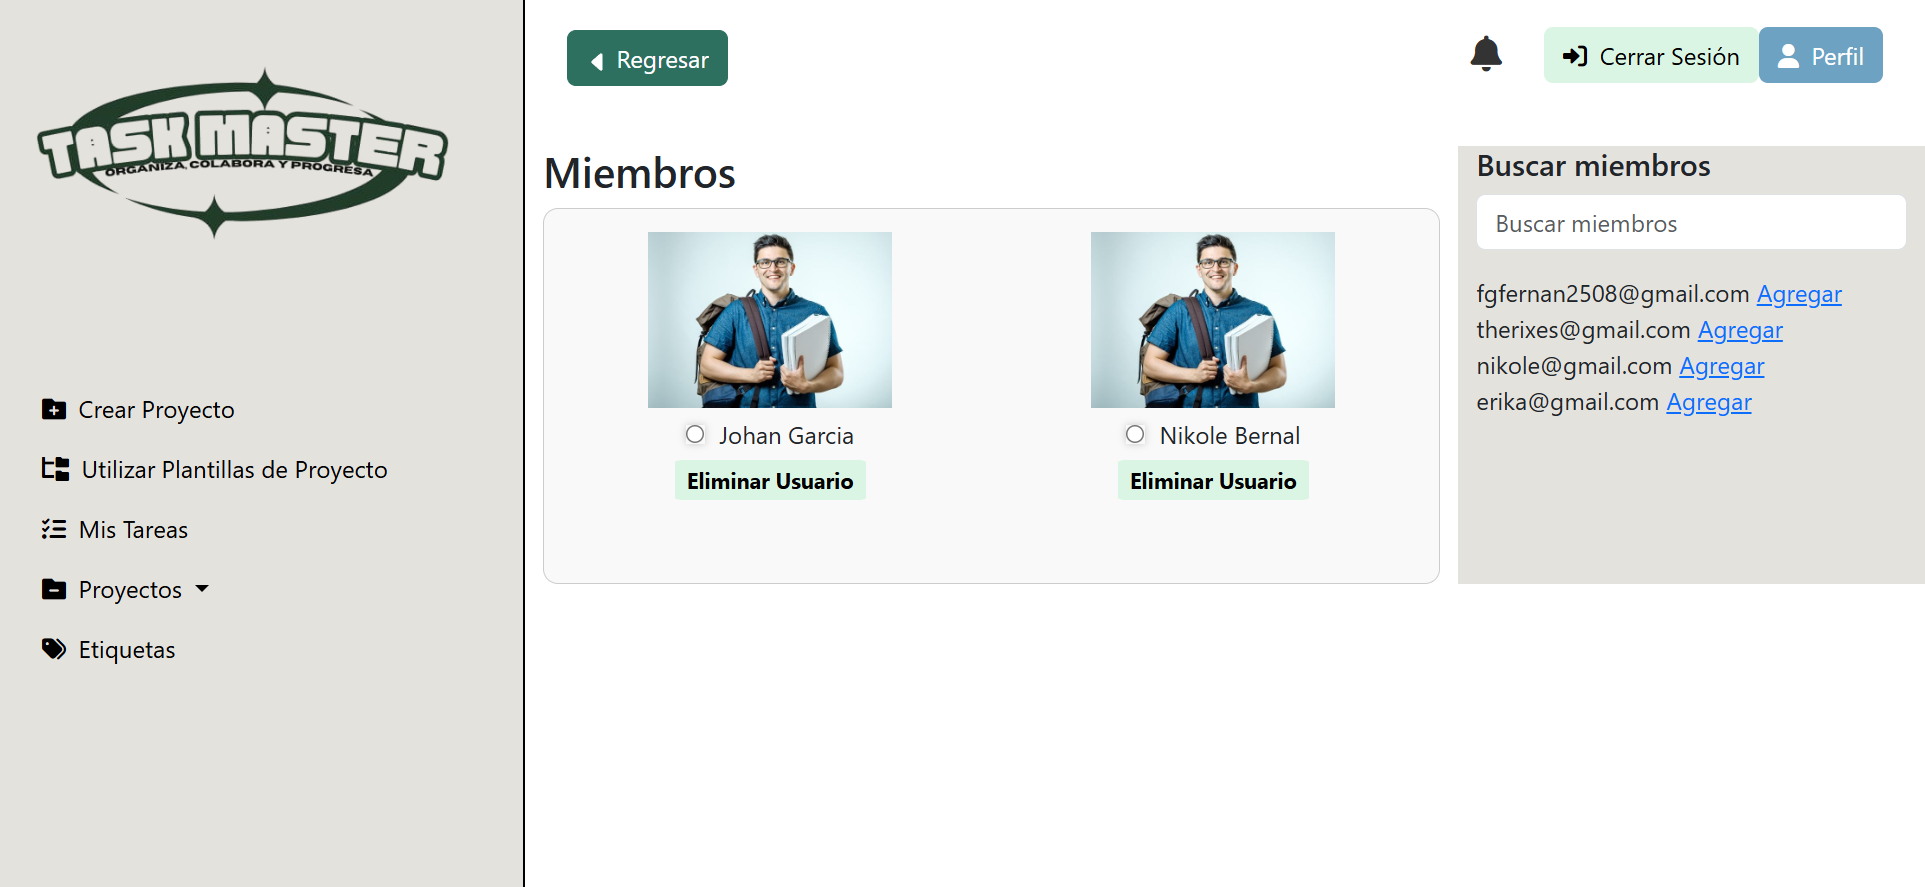 TASK MASTER
ORGANIZA, COLABORA Y PROGRESA
Crear Proyecto
Utilizar Plantillas de Proyecto
Mis Tareas
Proyectos
Etiquetas
Regresar
Cerrar Sesión
Perfil
Miembros
Johan Garcia
Eliminar Usuario
Nikole Bernal
Eliminar Usuario
Buscar miembros
Buscar miembros
fgfernan2508@gmail.com Agregar
therixes@gmail.com Agregar
nikole@gmail.com Agregar
erika@gmail.com Agregar